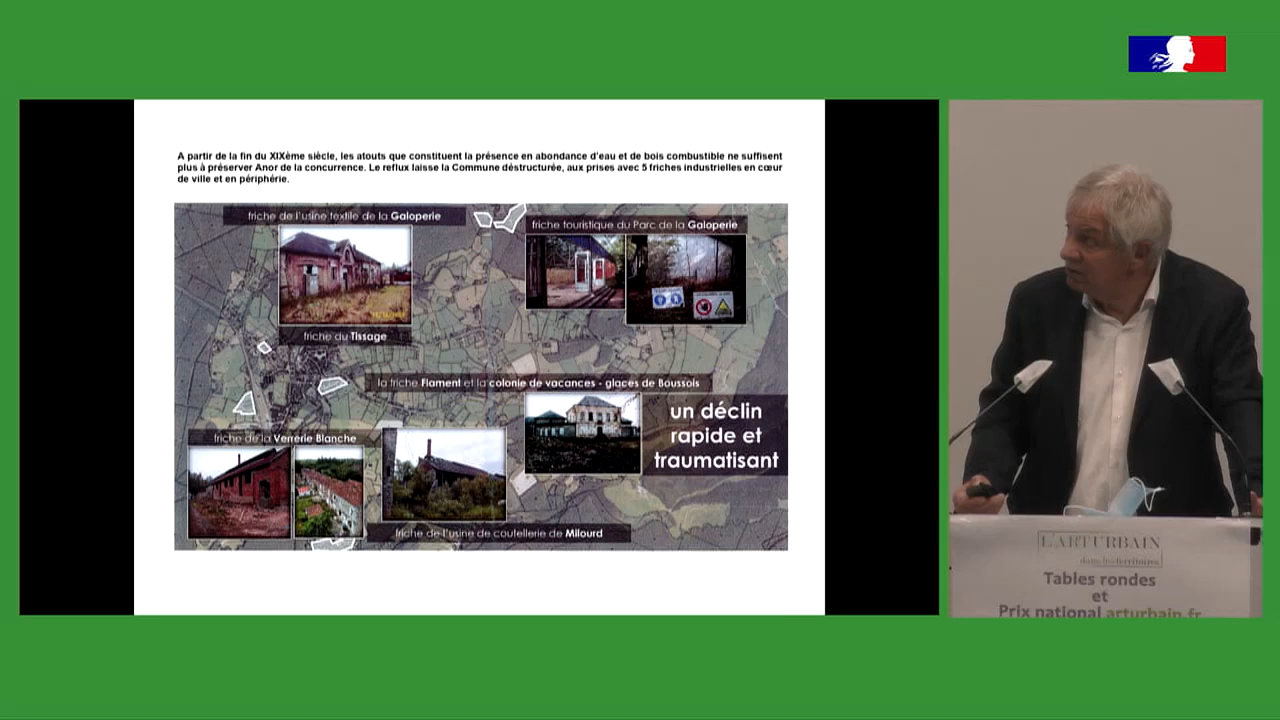 A partir de la fin du XIXème siècle, les atouts que constituent la présence en abondance d'eau et de bois combustible ne suffisent
plus à préserver Anor de la concurrence. Le reflux laisse la Commune déstructurée, aux prises avec 5 friches industrielles en cœur
de ville et en périphérie.
friche de l'usine textile de la Galoperie
friche touristique du Parc de la Galoperie
friche du Tissage
la friche Flament et la colonie de vacances - glaces de Boussois
un déclin
rapide et
traumatisant
friche de la Verrerie Blanche
friche de l'usine de coutellerie de Milourd
L'ARTURBAIN
dans les territoires
Tables rondes
et
Prix national arturbain.fr